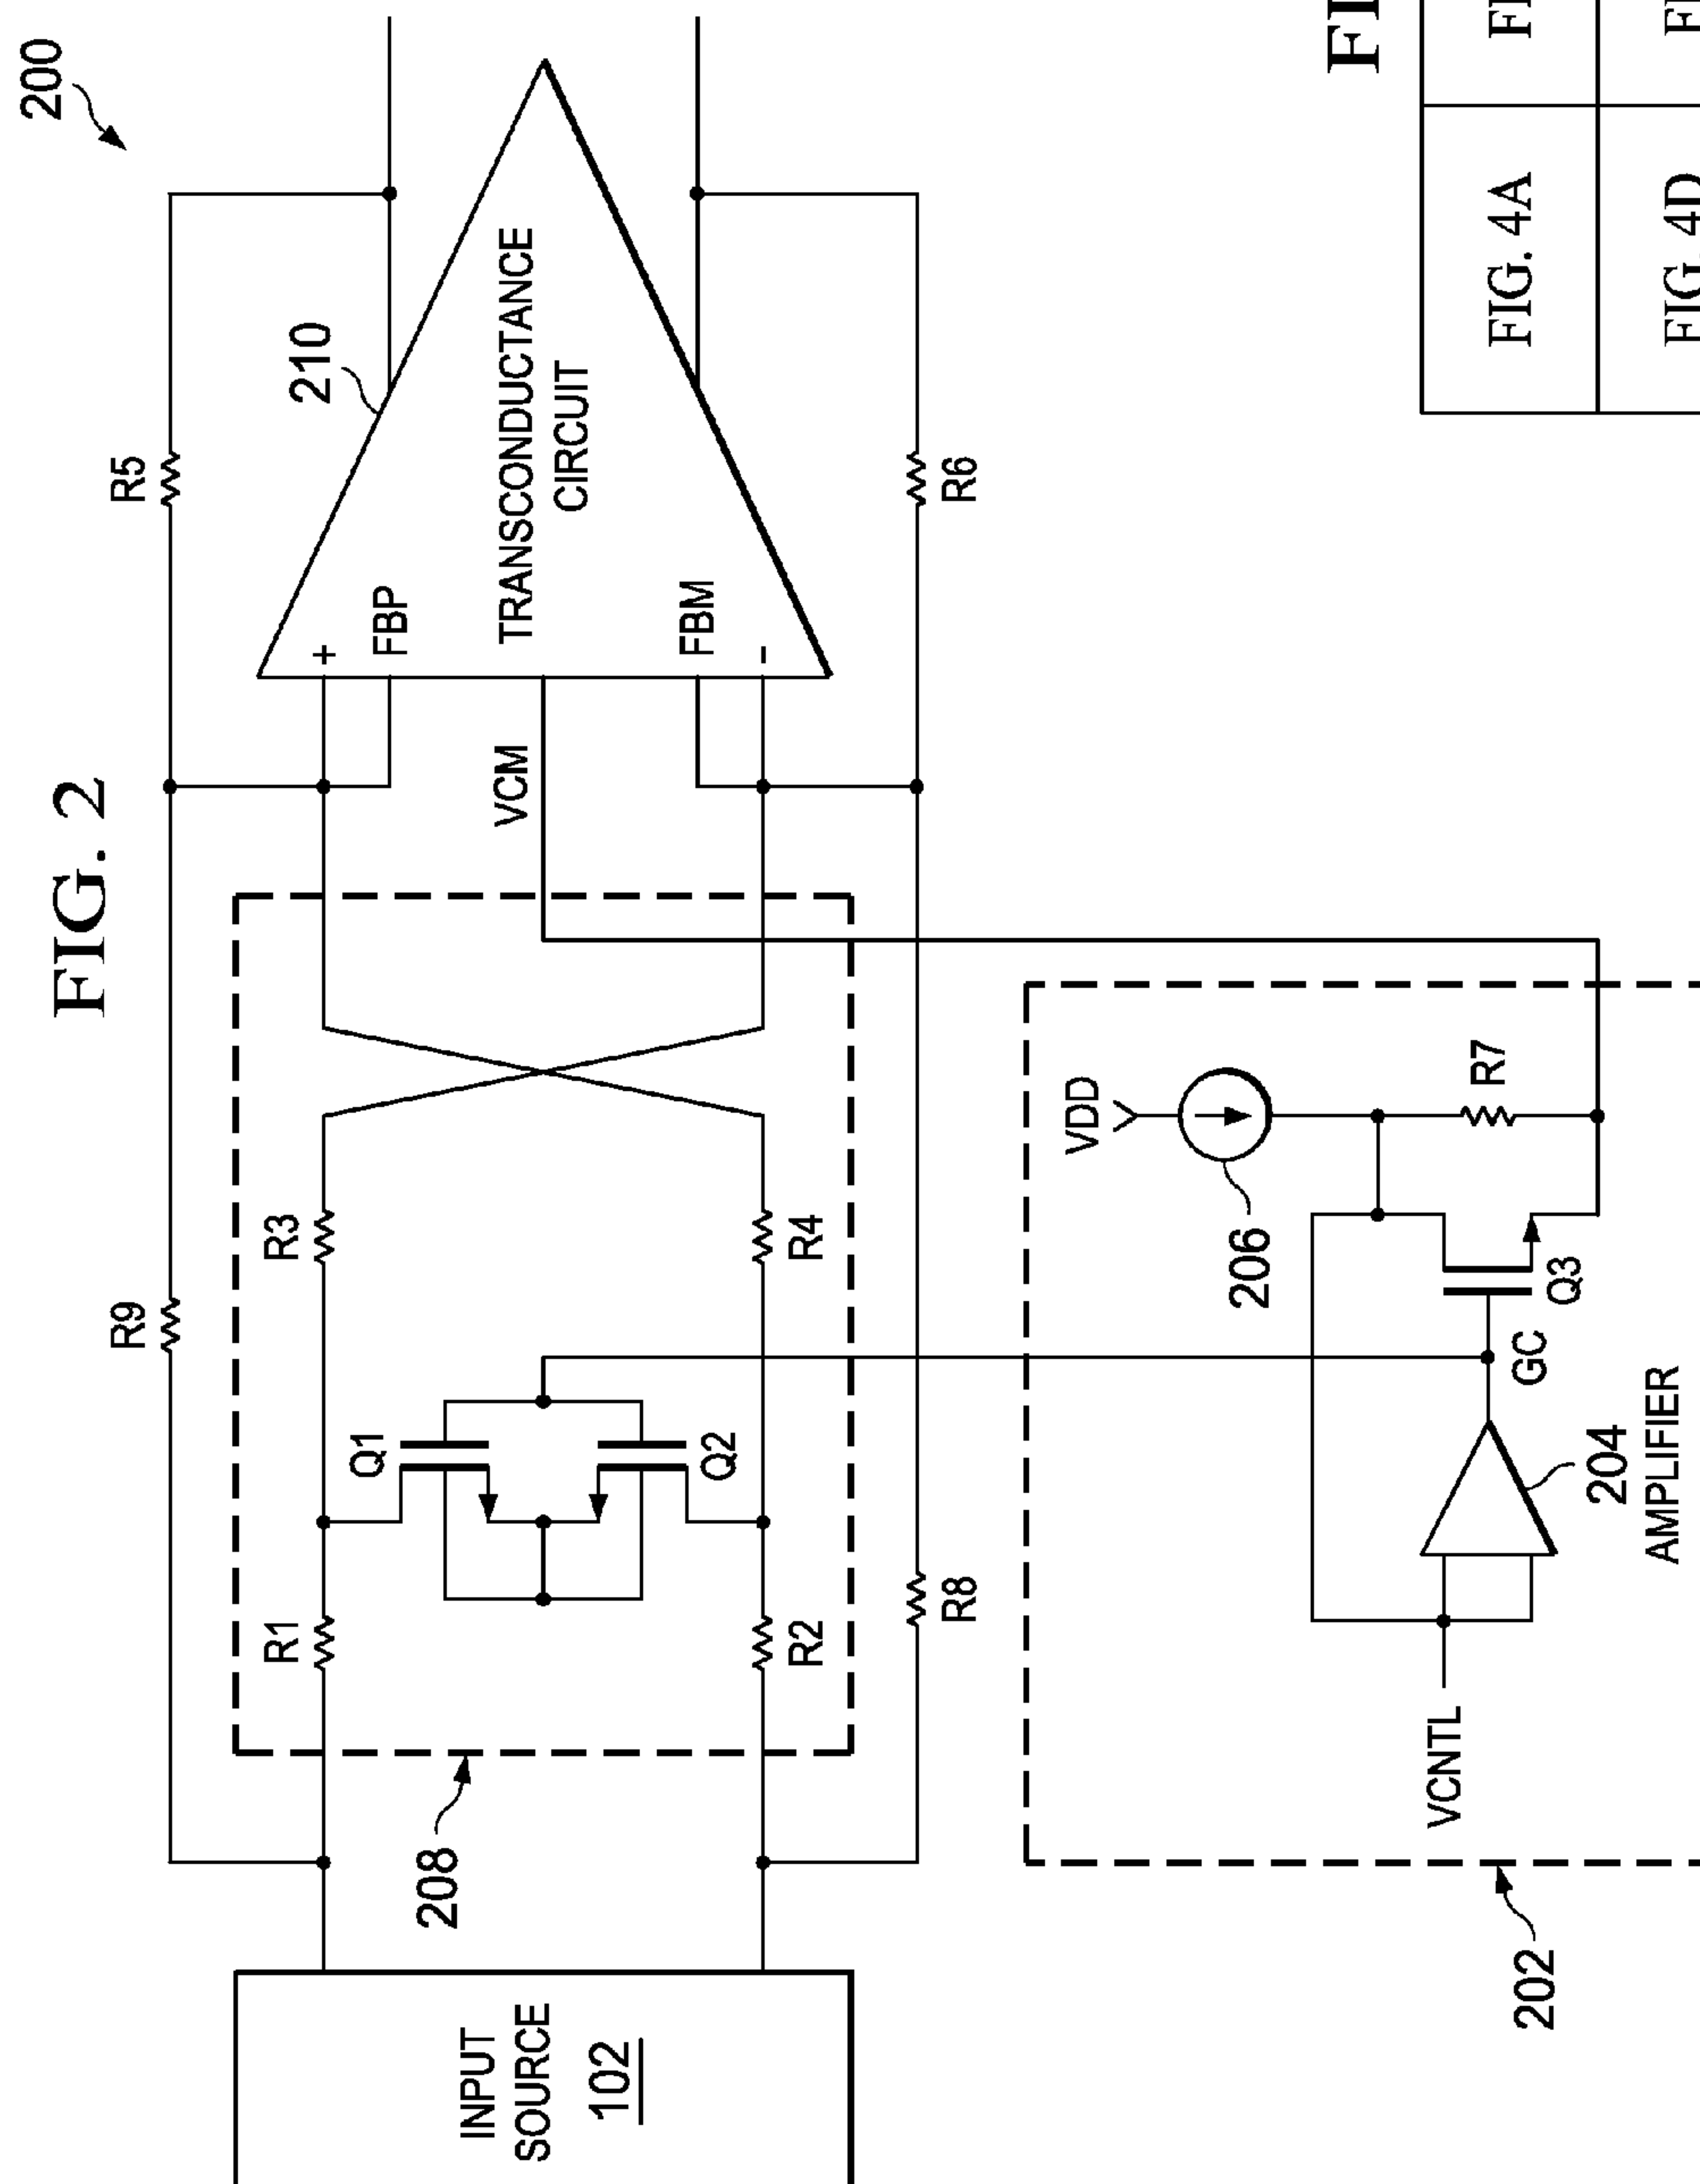 FIG. 2
200
R9
R5
208
R1
Q1
R3
210
+
FBP
INPUT
SOURCE
102
VCM
TRANSCONDUCTANCE
CIRCUIT
FBM
-
R2
Q2
R4
R8
R6
202
VCNTL
204
AMPLIFIER
GC
Q3
206
VDD
R7
FIG. 4A
FIG. 4D